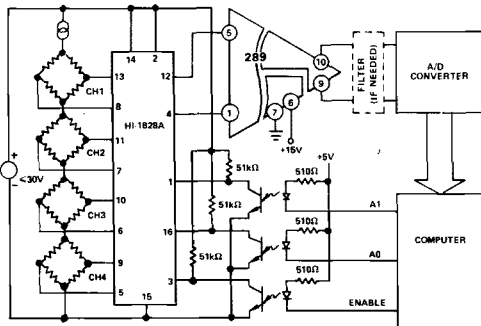 14 2
5
289
10
9
FILTER
(IF NEEDED)
A/D
CONVERTER
13
12
CH1
8
HI-1828A
4
1
7
6
11
CH2
7
+15V
+
<30V
-
10
CH3
6
1
51kΩ
51kΩ
51kΩ
+5V
510Ω
A1
510Ω
A0
510Ω
ENABLE
COMPUTER
16
9
CH4
5
3
15